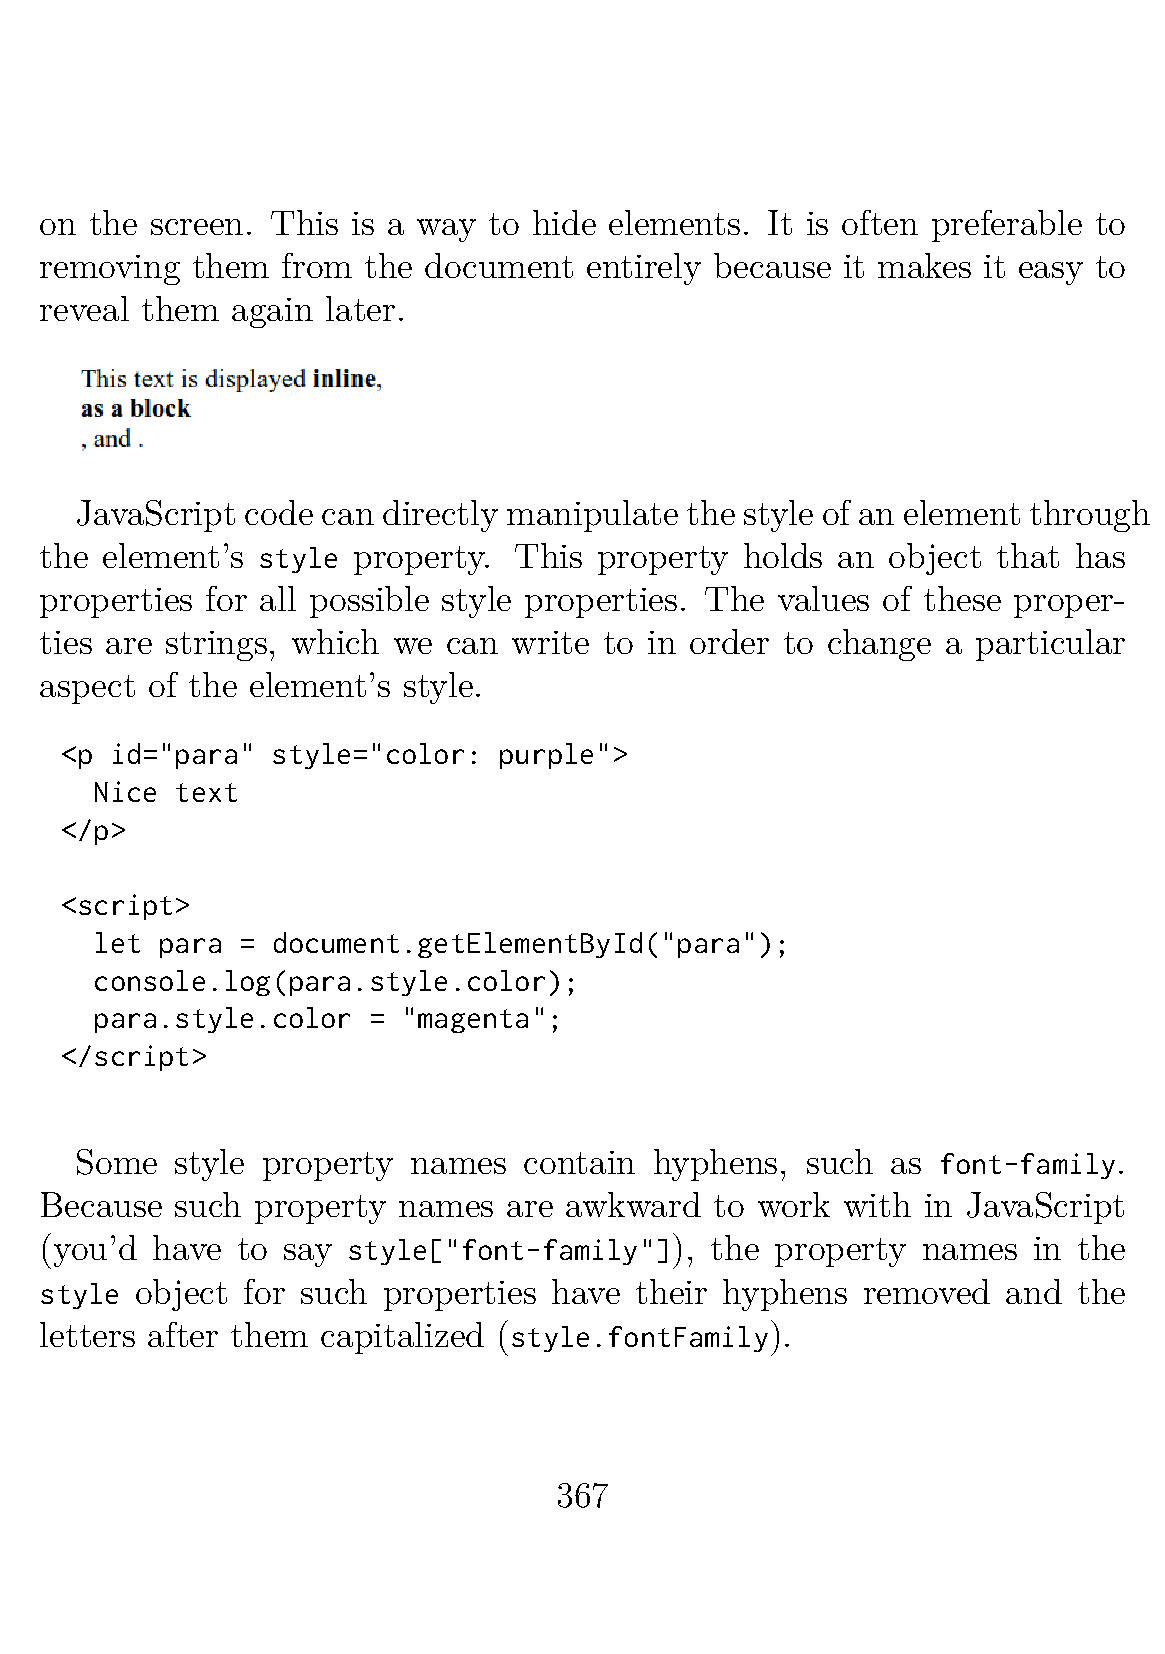 on the screen. This is a way to hide elements. It is often preferable to
removing them from the document entirely because it makes it easy to
reveal them again later.
This text is displayed inline,
as a block
, and .
JavaScript code can directly manipulate the style of an element through
the element's style property. This property holds an object that has
properties for all possible style properties. The values of these proper-
ties are strings, which we can write to in order to change a particular
aspect of the element's style.
<p id="para" style="color: purple">
  Nice text
</p>
<script>
  let para = document.getElementById("para");
  console.log(para.style.color);
  para.style.color = "magenta";
</script>
Some style property names contain hyphens, such as font-family.
Because such property names are awkward to work with in JavaScript
(you'd have to say style["font-family"]), the property names in the
style object for such properties have their hyphens removed and the
letters after them capitalized (style.fontFamily).
367